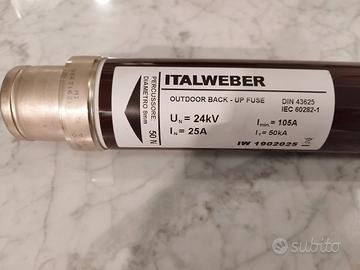 ITALWEBER
PERCUSSORE:
DIAMETRO 8mm
50 N
OUTDOOR BACK - UP FUSE
DIN 43625
IEC 60282-1
UN = 24kV
IN = 25A
Imin. = 105A
I1 = 50kA
IW 1902025
subito